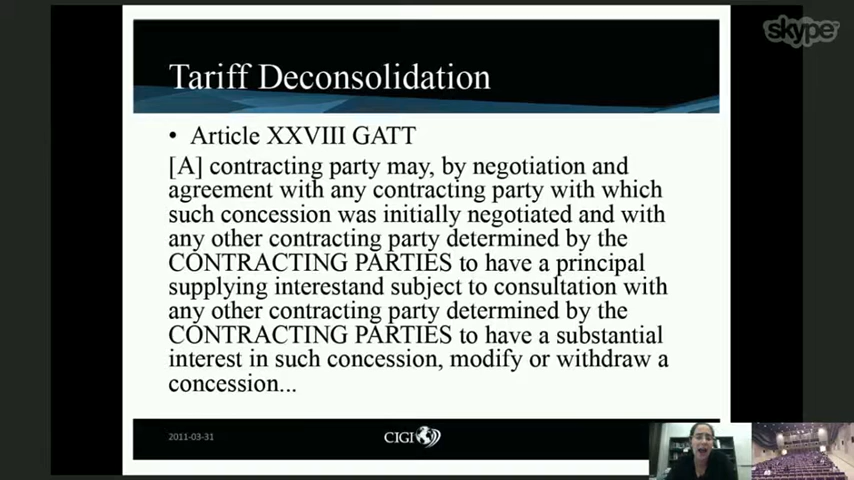 skype
Tariff Deconsolidation
• Article XXVIII GATT
[A] contracting party may, by negotiation and
agreement with any contracting party with which
such concession was initially negotiated and with
any other contracting party determined by the
CONTRACTING PARTIES to have a principal
supplying interestand subject to consultation with
any other contracting party determined by the
CONTRACTING PARTIES to have a substantial
interest in such concession, modify or withdraw a
concession...
2011-03-31
CIGI